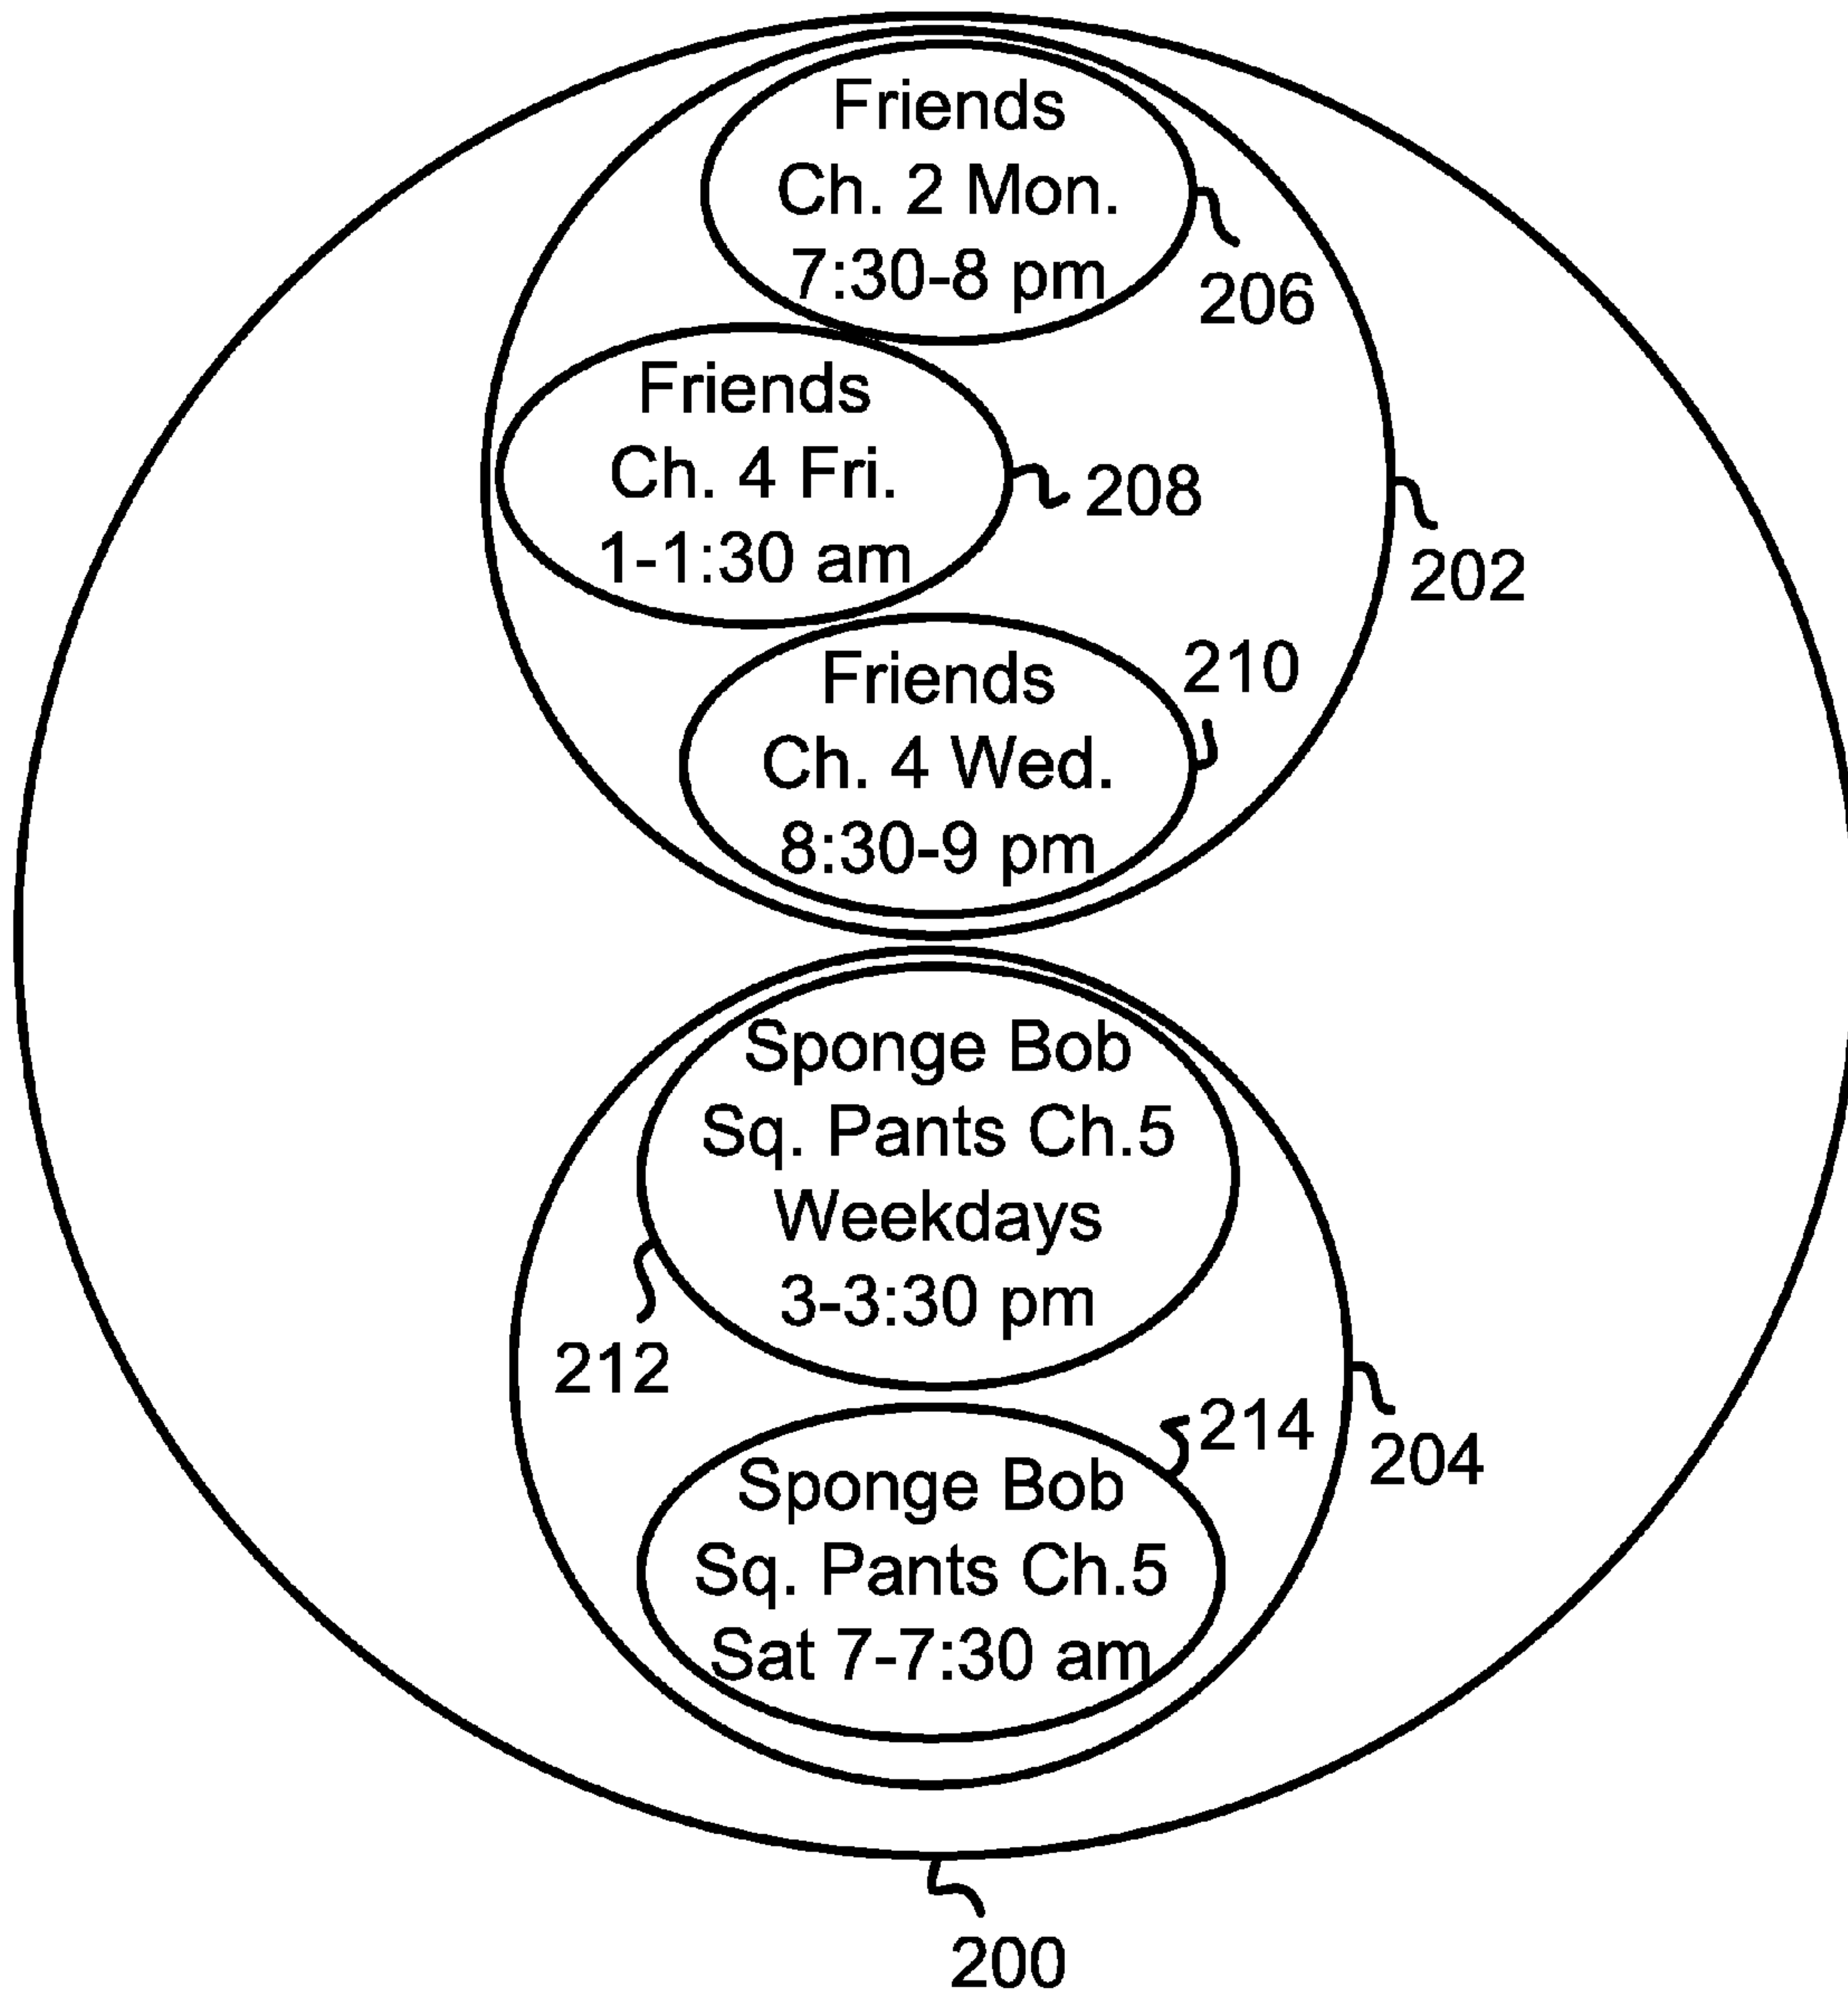 Friends
Ch. 2 Mon.
7:30-8 pm
206
Friends
Ch. 4 Fri.
1-1:30 am
208
202
210
Friends
Ch. 4 Wed.
8:30-9 pm
Sponge Bob
Sq. Pants Ch.5
Weekdays
3-3:30 pm
212
214
204
Sponge Bob
Sq. Pants Ch.5
Sat 7-7:30 am
200